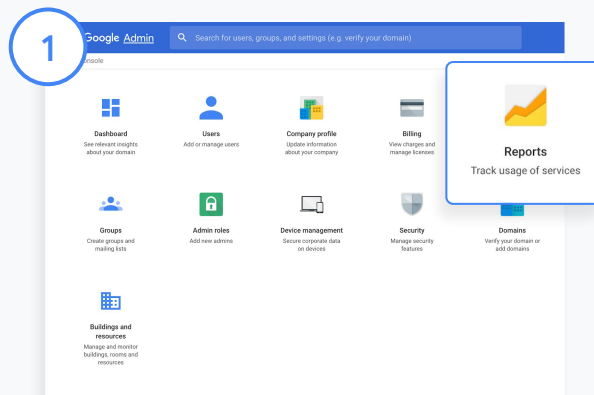 1
Google Admin
Search for users, groups, and settings (e.g. verify your domain)
onsole
Dashboard
See relevant insights
about your domain
Users
Add or manage users
Company profile
Update information
about your company
Billing
View charges and
manage licenses
Reports
Track usage of services
Groups
Create groups and
mailing lists
Admin roles
Add new admins
Device management
Secure corporate data
on devices
Security
Manage security
features
Domains
Verify your domain or
add domains
Buildings and
resources
Manage and monitor
buildings, rooms and
resources